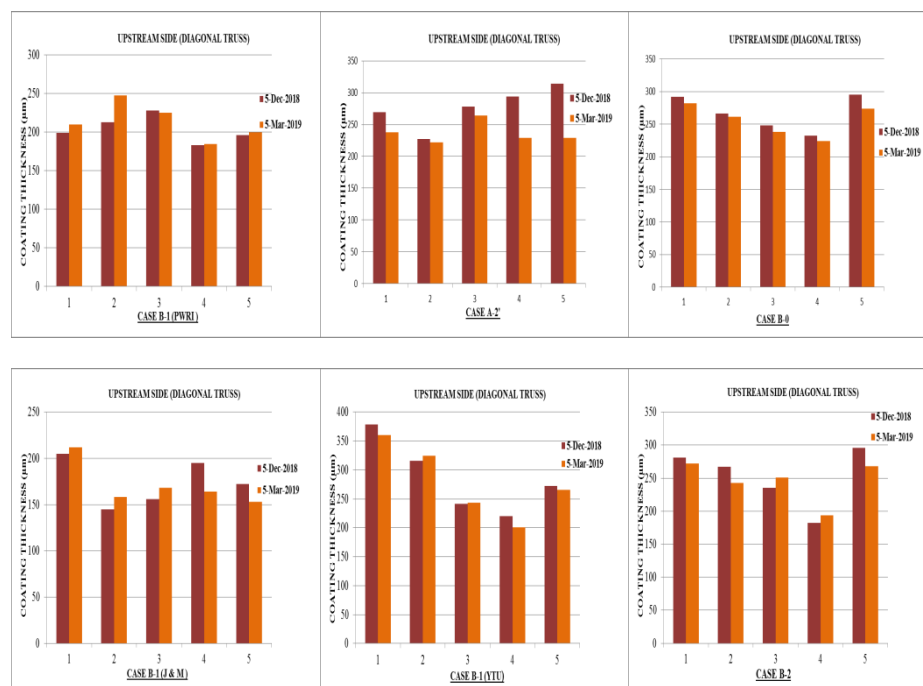 UPSTREAM SIDE (DIAGONAL TRUSS)
COATING THICKNESS (µm)
300
250
200
150
100
50
0
5-Dec-2018
5-Mar-2019
1 2 3 4 5
CASE B-1 (PWRI )
UPSTREAM SIDE (DIAGONAL TRUSS)
COATING THICKNESS (µm)
350
300
250
200
150
100
50
0
5-Dec-2018
5-Mar-2019
1 2 3 4 5
CASE A-2'
UPSTREAM SIDE (DIAGONAL TRUSS)
COATING THICKNESS (µm)
350
300
250
200
150
100
50
0
5-Dec-2018
5-Mar-2019
1 2 3 4 5
CASE B-0
UPSTREAM SIDE (DIAGONAL TRUSS)
COATING THICKNESS (µm)
250
200
150
100
50
0
5-Dec-2018
5-Mar-2019
1 2 3 4 5
CASE B-1 (J & M )
UPSTREAM SIDE (DIAGONAL TRUSS)
COATING THICKNESS (µm)
400
350
300
250
200
150
100
50
0
5-Dec-2018
5-Mar-2019
1 2 3 4 5
CASE B-1 (YTU)
UPSTREAM SIDE (DIAGONAL TRUSS)
COATING THICKNESS (µm)
350
300
250
200
150
100
50
0
5-Dec-2018
5-Mar-2019
1 2 3 4 5
CASE B-2